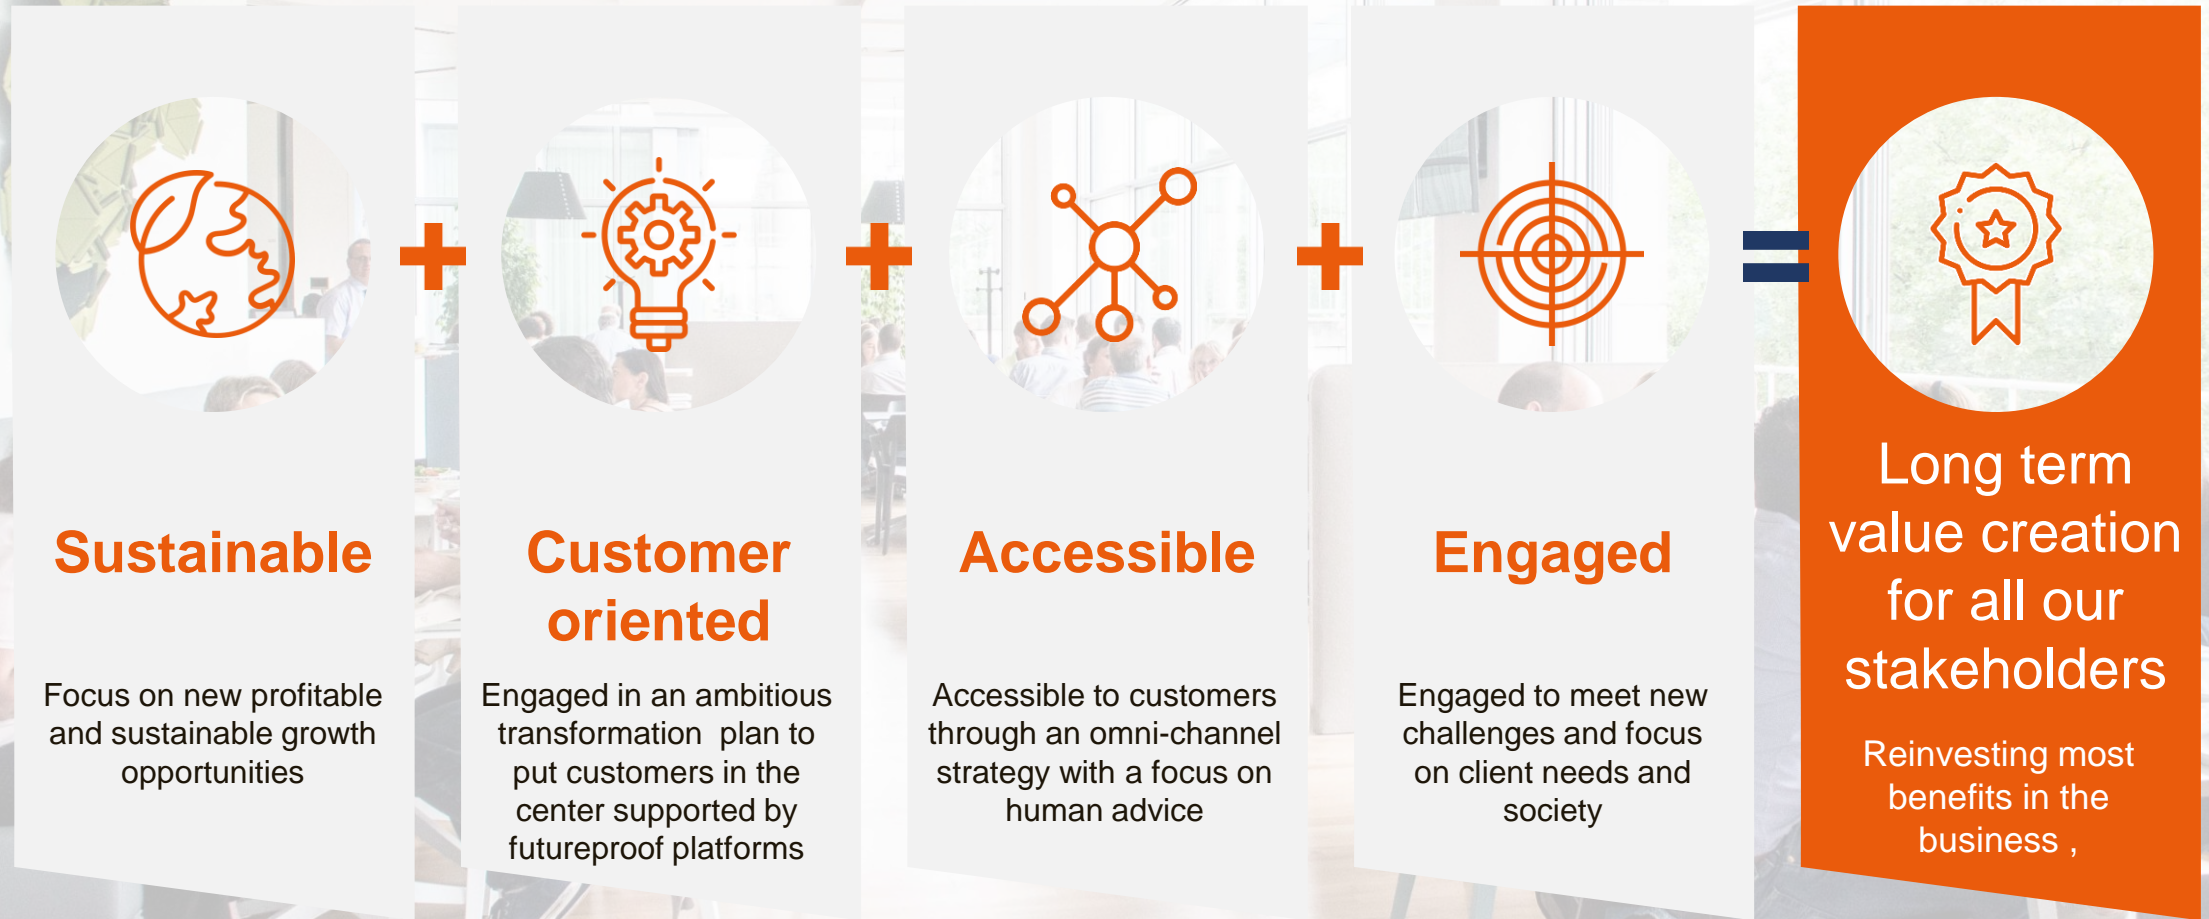 Sustainable
Focus on new profitable
and sustainable growth
opportunities
Customer
oriented
Engaged in an ambitious
transformation  plan to
put customers in the
center supported by
futureproof platforms
Accessible
Accessible to customers
through an omni-channel
strategy with a focus on
human advice
Engaged
Engaged to meet new
challenges and focus
on client needs and
society
Long term
value creation
for all our
stakeholders
Reinvesting most
benefits in the
business ,